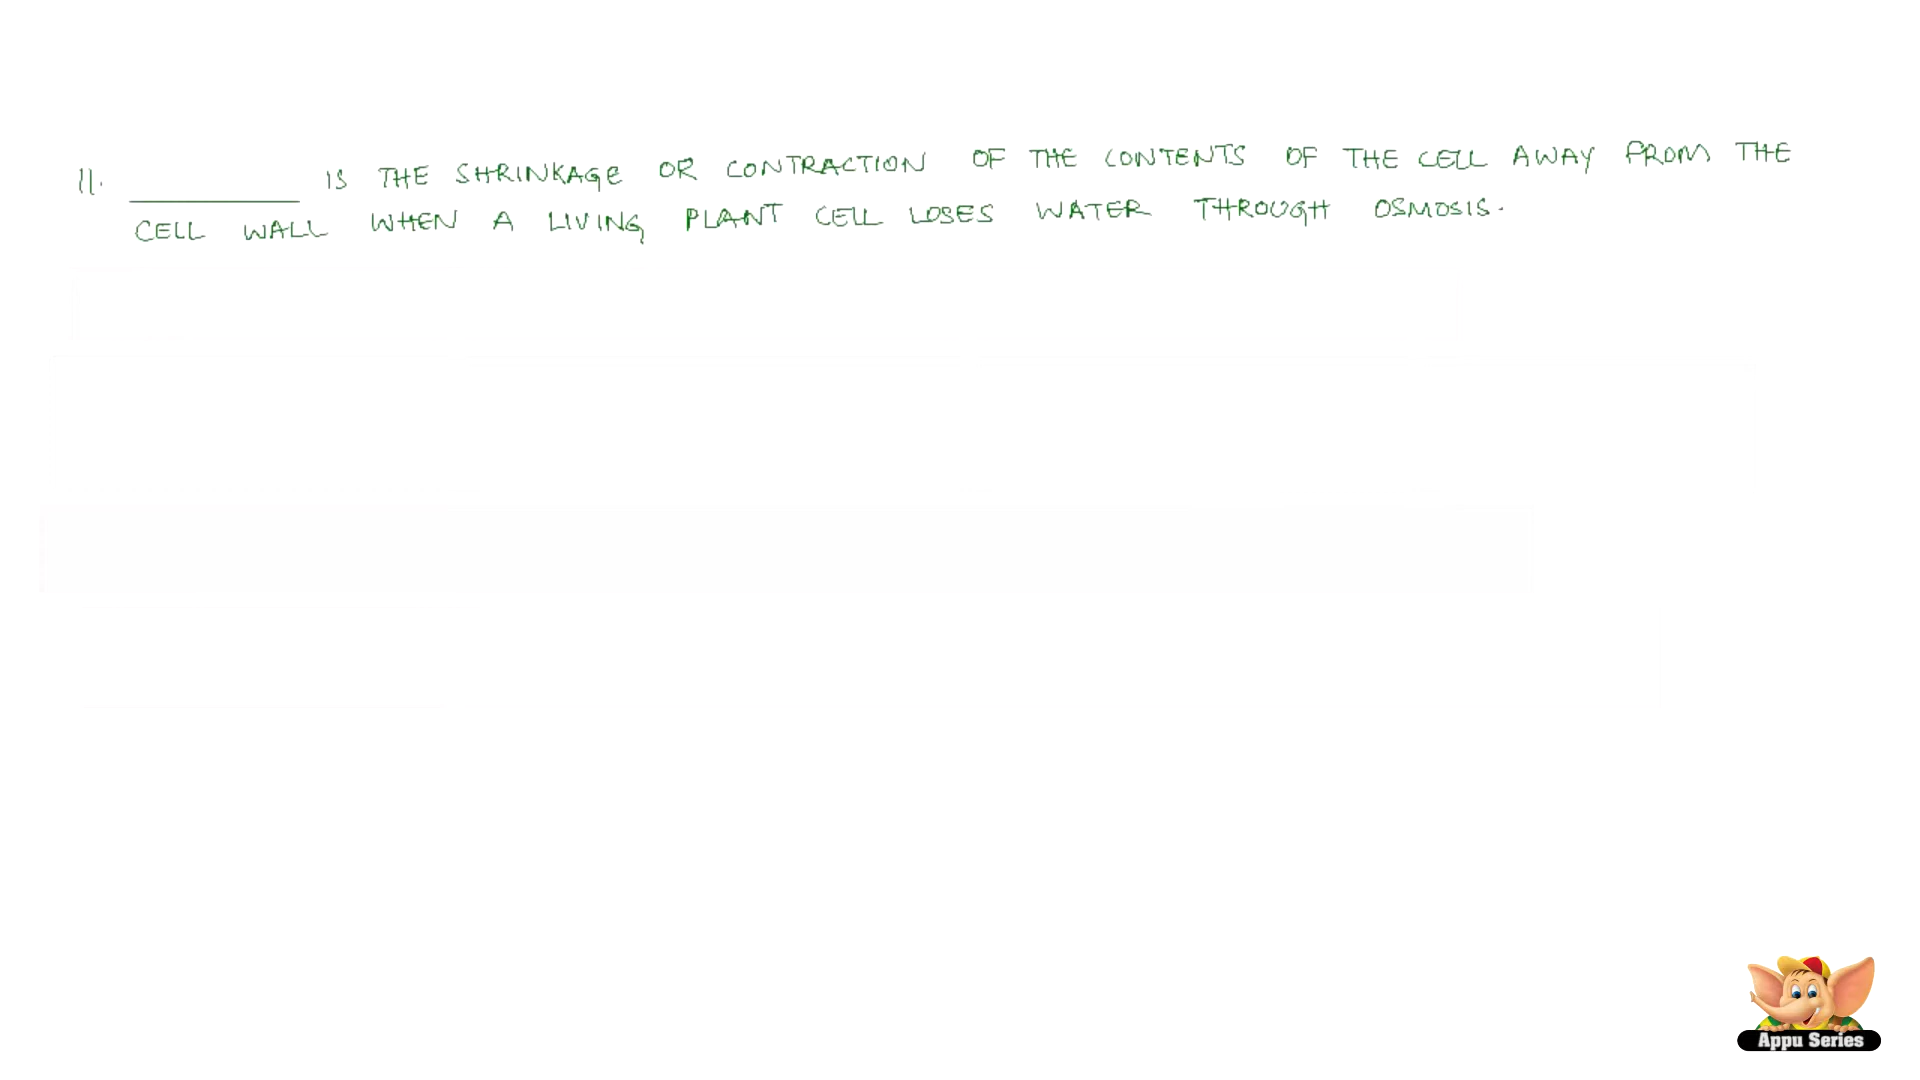 11. __________ IS THE SHRINKAGE OR CONTRACTION OF THE CONTENTS OF THE CELL AWAY FROM THE
CELL WALL WHEN A LIVING PLANT CELL LOSES WATER THROUGH OSMOSIS.
Appu Series